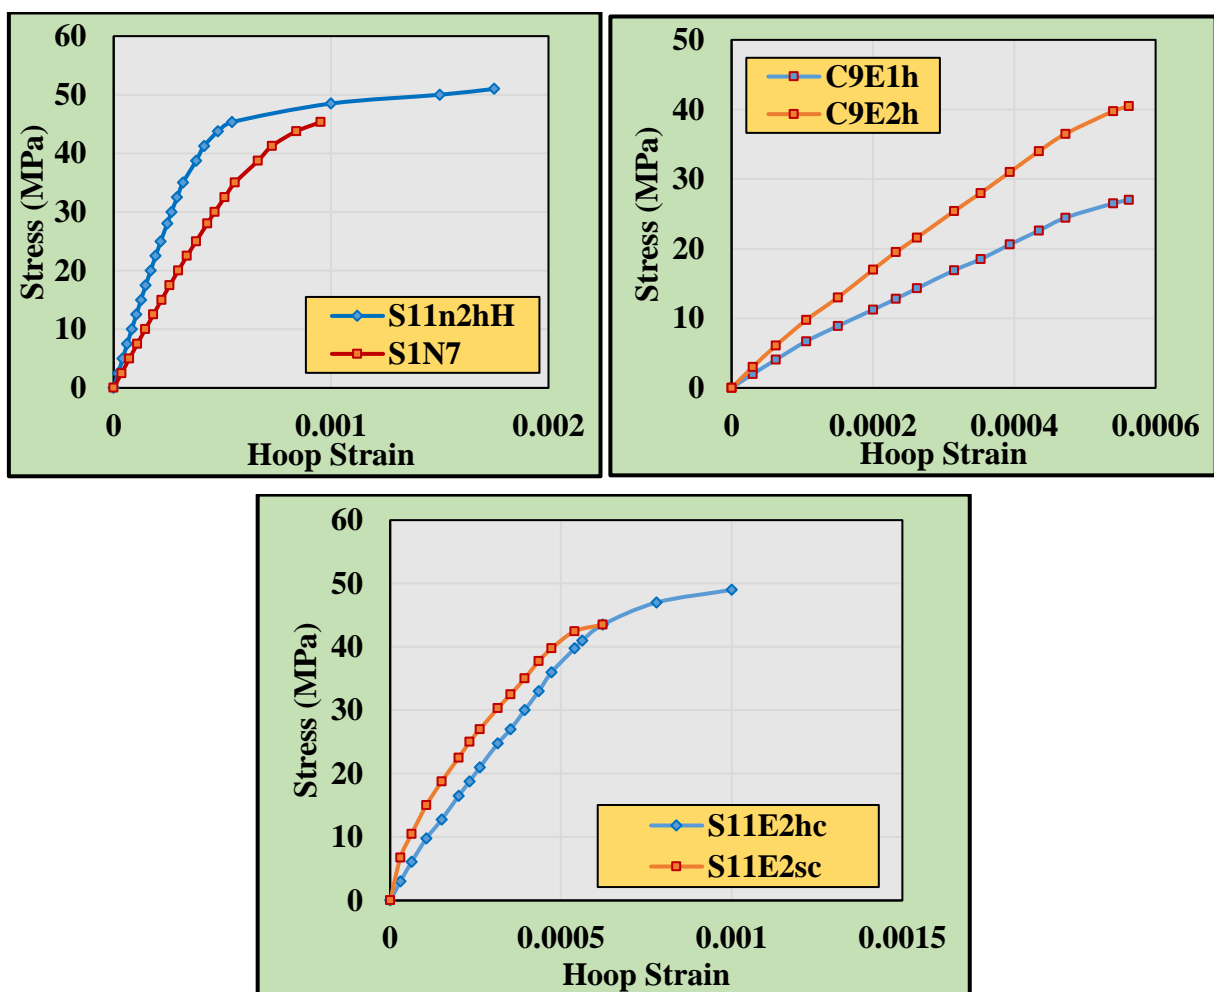 60
50
40
30
20
10
0
Stress (MPa)
S11n2hH
S1N7
0 0.001 0.002
Hoop Strain
50
40
30
20
10
0
Stress (MPa)
C9E1h
C9E2h
0 0.0002 0.0004 0.0006
Hoop Strain
60
50
40
30
20
10
0
Stress (MPa)
S11E2hc
S11E2sc
0 0.0005 0.001 0.0015
Hoop Strain